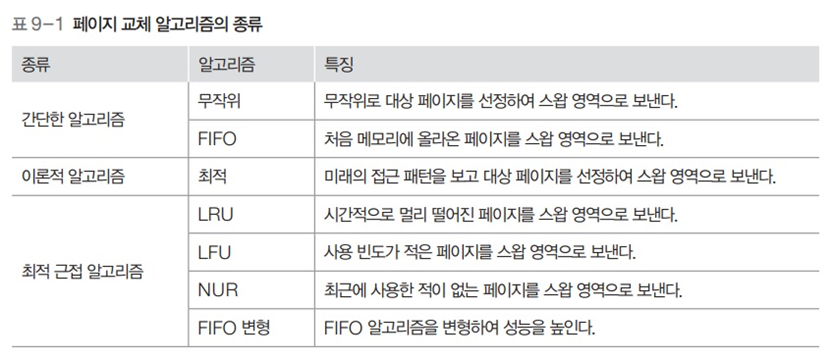 표 9-1 페이지 교체 알고리즘의 종류
종류 알고리즘 특징
간단한 알고리즘
무작위 무작위로 대상 페이지를 선정하여 스왑 영역으로 보낸다.
FIFO 처음 메모리에 올라온 페이지를 스왑 영역으로 보낸다.
이론적 알고리즘 최적 미래의 접근 패턴을 보고 대상 페이지를 선정하여 스왑 영역으로 보낸다.
최적 근접 알고리즘
LRU 시간적으로 멀리 떨어진 페이지를 스왑 영역으로 보낸다.
LFU 사용 빈도가 적은 페이지를 스왑 영역으로 보낸다.
NUR 최근에 사용한 적이 없는 페이지를 스왑 영역으로 보낸다.
FIFO 변형 FIFO 알고리즘을 변형하여 성능을 높인다.